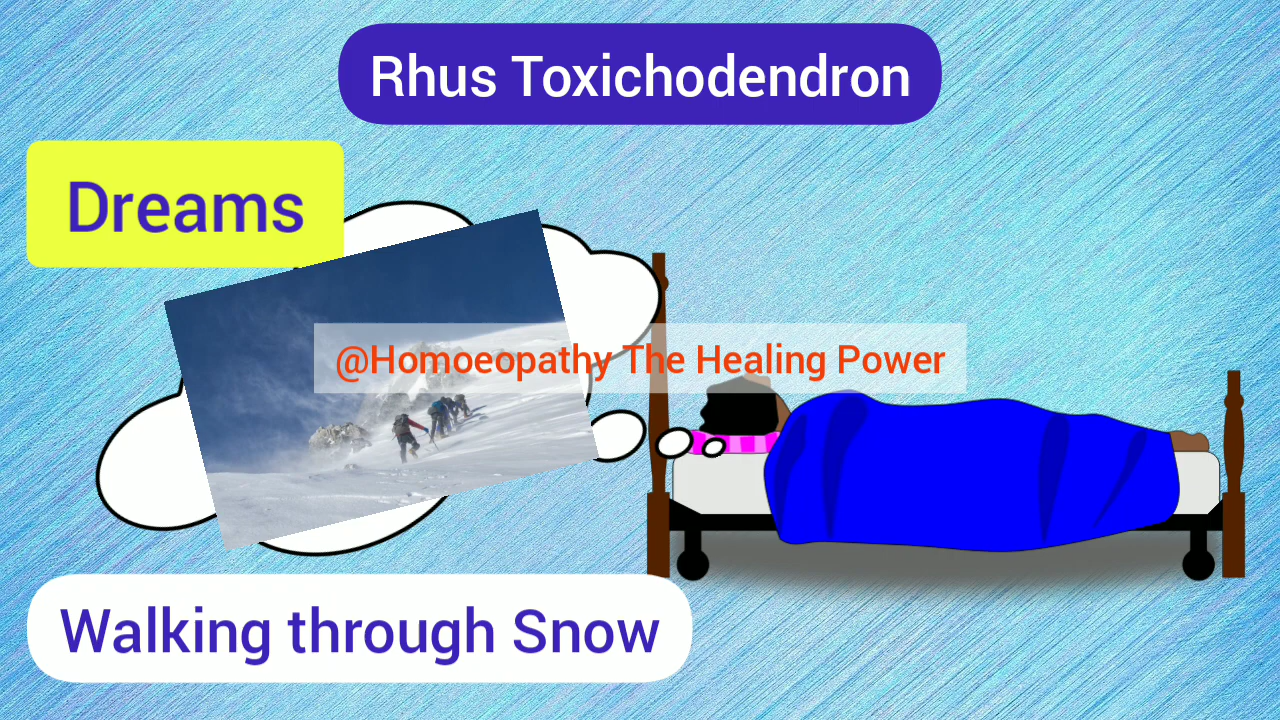 Rhus Toxichodendron
Dreams
@Homoeopathy The Healing Power
Walking through Snow